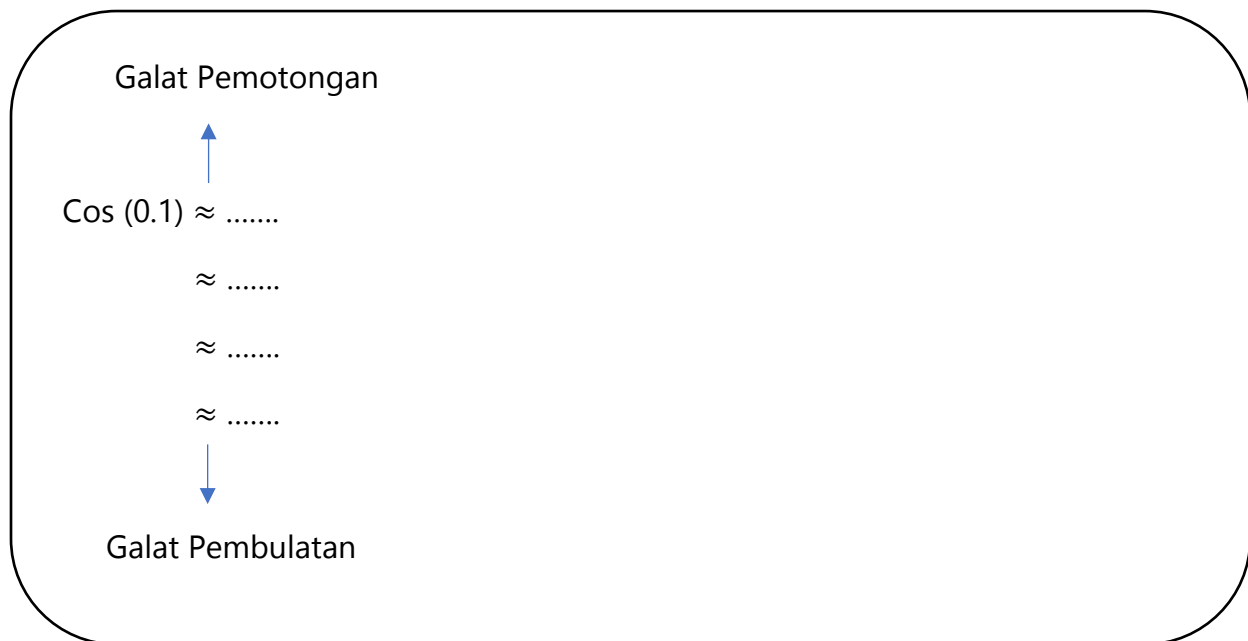 Galat Pemotongan
Cos (0.1) ≈ .......
≈ .......
≈ .......
≈ .......
Galat Pembulatan